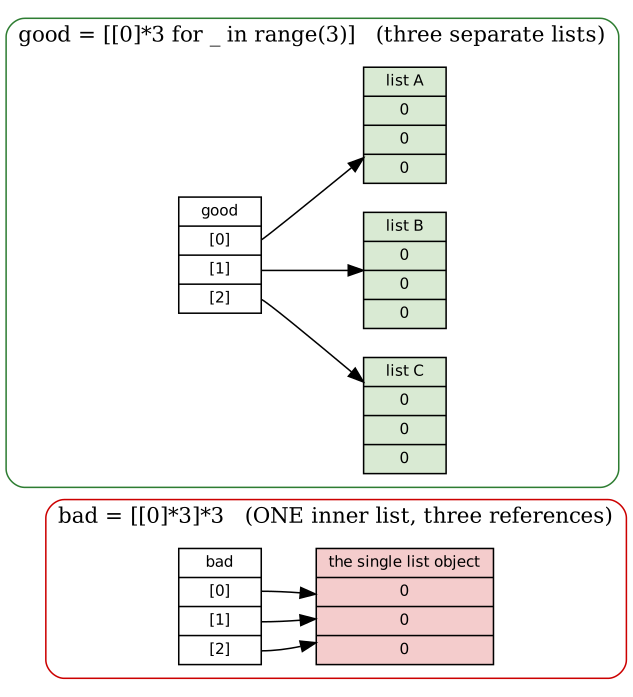 good = [[0]*3 for _ in range(3)]   (three separate lists)
list A
0
0
0
good
[0]
[1]
[2]
list B
0
0
0
list C
0
0
0
bad = [[0]*3]*3   (ONE inner list, three references)
bad
[0]
[1]
[2]
the single list object
0
0
0